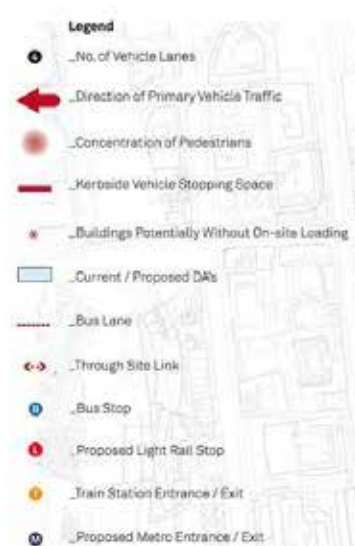 Legend
4 _No. of Vehicle Lanes
_Direction of Primary Vehicle Traffic
_Concentration of Pedestrians
_Kerbside Vehicle Stopping Space
* _Buildings Potentially Without On-site Loading
_Current / Proposed DA's
_Bus Lane
_Through Site Link
B _Bus Stop
L _Proposed Light Rail Stop
T _Train Station Entrance / Exit
M _Proposed Metro Entrance / Exit